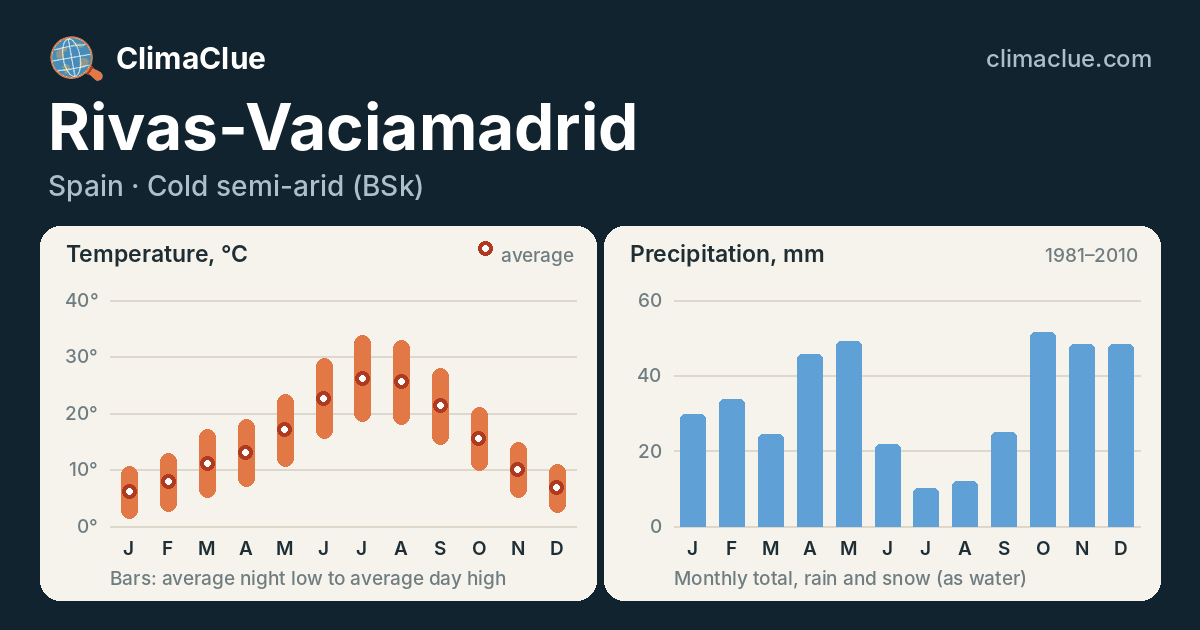 ClimaClue
climaclue.com
Rivas-Vaciamadrid
Spain · Cold semi-arid (BSk)
Temperature, °C
average
40°
30°
20°
10°
0°
J F M A M J J A S O N D
Bars: average night low to average day high
Precipitation, mm
1981–2010
60
40
20
0
J F M A M J J A S O N D
Monthly total, rain and snow (as water)